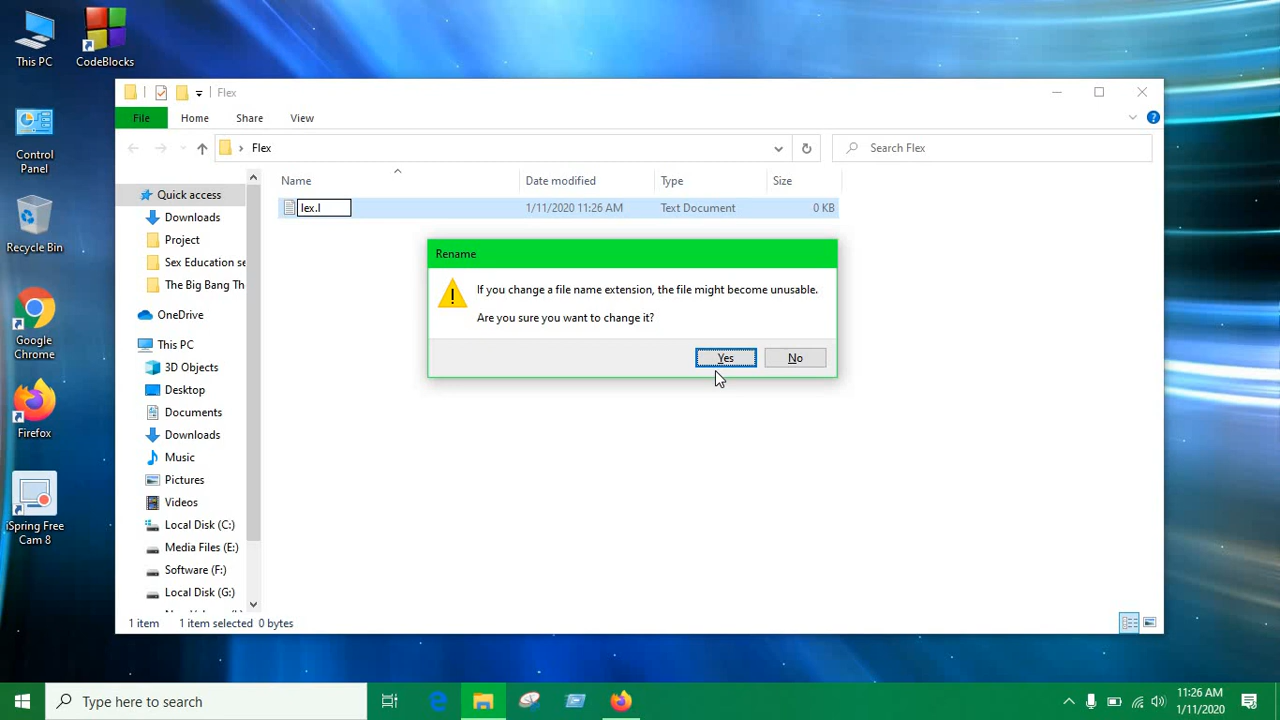 This PC
CodeBlocks
Control
Panel
Recycle Bin
Google
Chrome
Firefox
iSpring Free
Cam 8
Flex
File
Home
Share
View
Flex
Search Flex
Name
Date modified
Type
Size
lex.l
1/11/2020 11:26 AM
Text Document
0 KB
Quick access
Downloads
Project
Sex Education se
The Big Bang Th
OneDrive
This PC
3D Objects
Desktop
Documents
Downloads
Music
Pictures
Videos
Local Disk (C:)
Media Files (E:)
Software (F:)
Local Disk (G:)
Rename
If you change a file name extension, the file might become unusable.
Are you sure you want to change it?
Yes
No
1 item
1 item selected
0 bytes
Type here to search
11:26 AM
1/11/2020